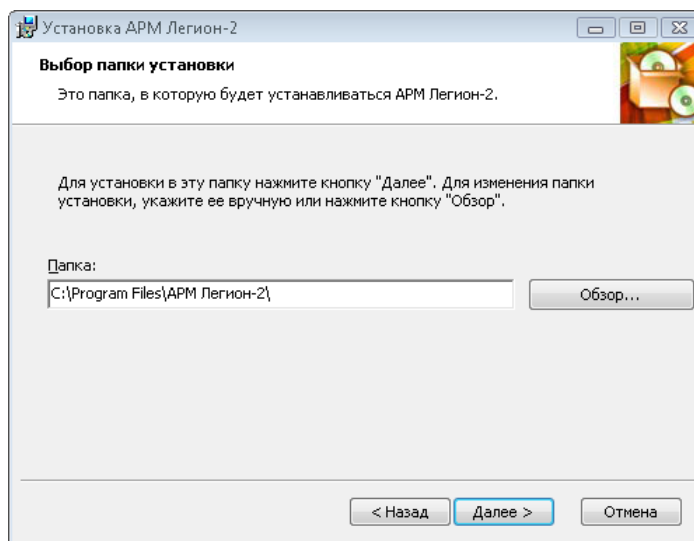 Установка АРМ Легион-2
Выбор папки установки
Это папка, в которую будет устанавливаться АРМ Легион-2.
Для установки в эту папку нажмите кнопку "Далее". Для изменения папки
установки, укажите ее вручную или нажмите кнопку "Обзор".
Папка:
C:\Program Files\АРМ Легион-2\
Обзор...
< Назад
Далее >
Отмена